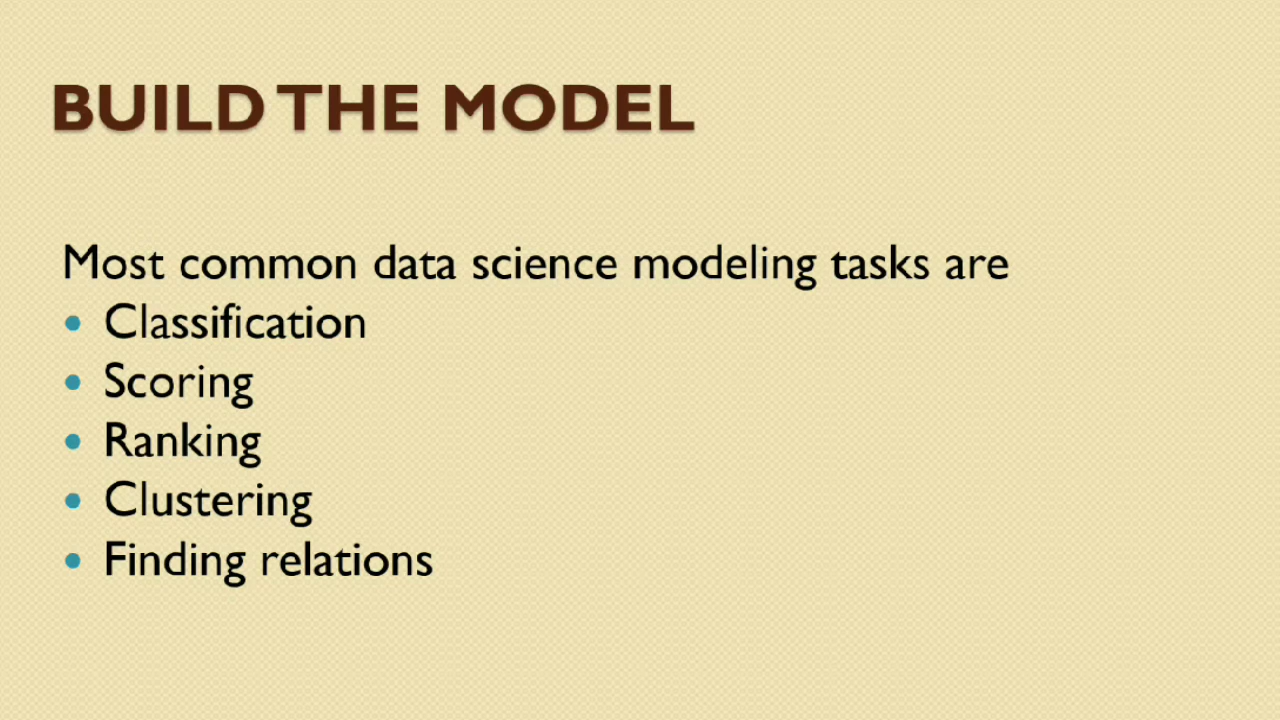 BUILD THE MODEL
Most common data science modeling tasks are
• Classification
• Scoring
• Ranking
• Clustering
• Finding relations